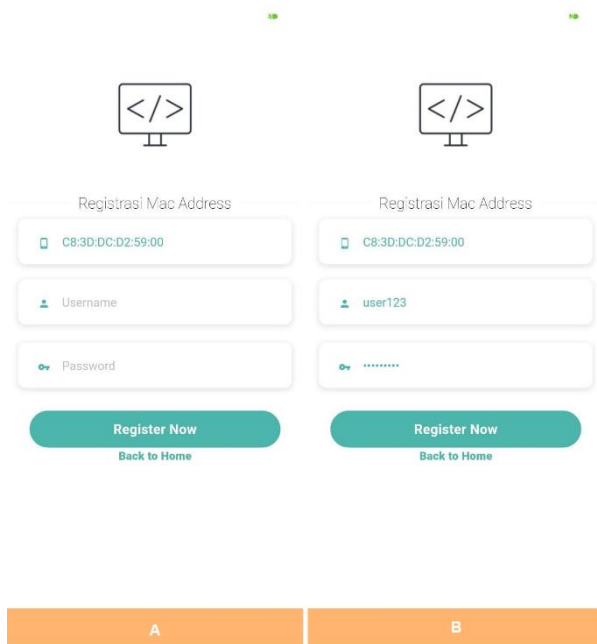 </>
Registrasi Mac Address
C8:3D:DC:D2:59:00
Username
Password
Register Now
Back to Home
A
</>
Registrasi Mac Address
C8:3D:DC:D2:59:00
user123
•••••••••
Register Now
Back to Home
B